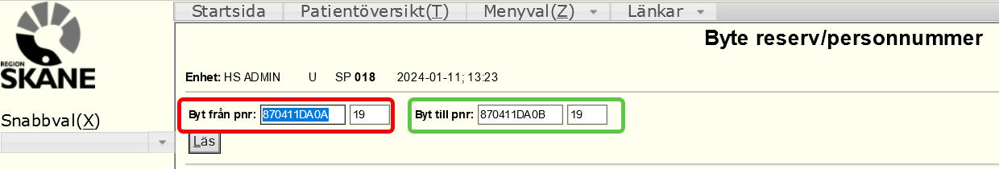 Startsida Patientöversikt(T) Menyval(Z) Länkar
REGION
SKÅNE
Byte reserv/personnummer
Enhet: HS ADMIN U SP 018 2024-01-11; 13:23
Snabbval(X)
Byt från pnr: 870411DA0A 19 Byt till pnr: 870411DA0B 19
Läs